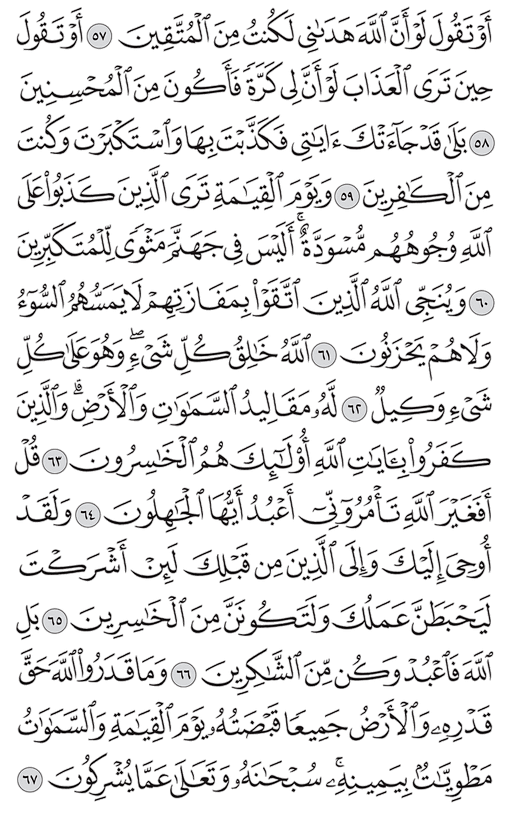 أَوْ تَقُولَ لَوْ أَنَّ ٱللَّهَ هَدَىٰنِى لَكُنتُ مِنَ ٱلْمُتَّقِينَ ٥٧ أَوْ تَقُولَ
حِينَ تَرَى ٱلْعَذَابَ لَوْ أَنَّ لِى كَرَّةً فَأَكُونَ مِنَ ٱلْمُحْسِنِينَ
٥٨ بَلَىٰ قَدْ جَآءَتْكَ ءَايَٰتِى فَكَذَّبْتَ بِهَا وَٱسْتَكْبَرْتَ وَكُنتَ
مِنَ ٱلْكَٰفِرِينَ ٥٩ وَيَوْمَ ٱلْقِيَٰمَةِ تَرَى ٱلَّذِينَ كَذَبُوا۟ عَلَى
ٱللَّهِ وُجُوهُهُم مُّسْوَدَّةٌ ۚ أَلَيْسَ فِى جَهَنَّمَ مَثْوًى لِّلْمُتَكَبِّرِينَ
٦٠ وَيُنَجِّى ٱللَّهُ ٱلَّذِينَ ٱتَّقَوْا۟ بِمَفَازَتِهِمْ لَا يَمَسُّهُمُ ٱلسُّوٓءُ
وَلَا هُمْ يَحْزَنُونَ ٦١ ٱللَّهُ خَٰلِقُ كُلِّ شَىْءٍ ۖ وَهُوَ عَلَىٰ كُلِّ
شَىْءٍ وَكِيلٌ ٦٢ لَّهُۥ مَقَالِيدُ ٱلسَّمَٰوَٰتِ وَٱلْأَرْضِ ۗ وَٱلَّذِينَ
كَفَرُوا۟ بِـَٔايَٰتِ ٱللَّهِ أُو۟لَٰٓئِكَ هُمُ ٱلْخَٰسِرُونَ ٦٣ قُلْ
أَفَغَيْرَ ٱللَّهِ تَأْمُرُوٓنِّىٓ أَعْبُدُ أَيُّهَا ٱلْجَٰهِلُونَ ٦٤ وَلَقَدْ
أُوحِىَ إِلَيْكَ وَإِلَى ٱلَّذِينَ مِن قَبْلِكَ لَئِنْ أَشْرَكْتَ
لَيَحْبَطَنَّ عَمَلُكَ وَلَتَكُونَنَّ مِنَ ٱلْخَٰسِرِينَ ٦٥ بَلِ
ٱللَّهَ فَٱعْبُدْ وَكُن مِّنَ ٱلشَّٰكِرِينَ ٦٦ وَمَا قَدَرُوا۟ ٱللَّهَ حَقَّ
قَدْرِهِۦ وَٱلْأَرْضُ جَمِيعًا قَبْضَتُهُۥ يَوْمَ ٱلْقِيَٰمَةِ وَٱلسَّمَٰوَٰتُ
مَطْوِيَّٰتٌۢ بِيَمِينِهِۦ ۚ سُبْحَٰنَهُۥ وَتَعَٰلَىٰ عَمَّا يُشْرِكُونَ ٦٧